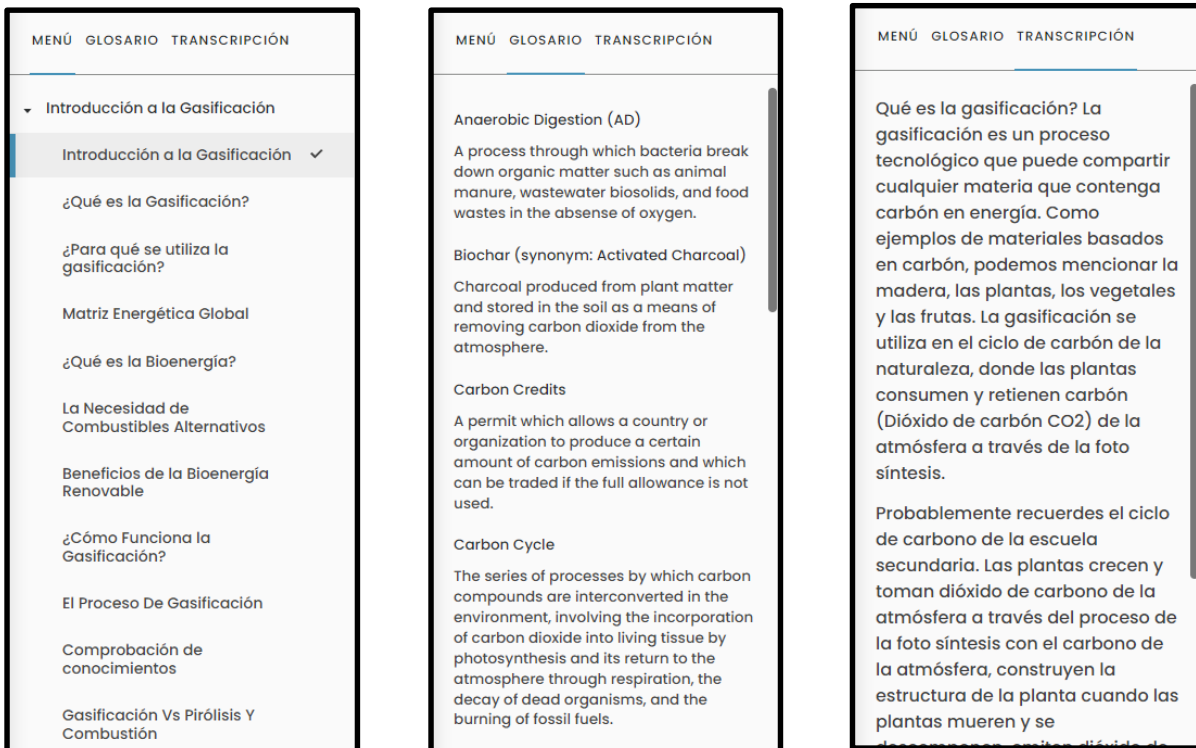 MENÚ GLOSARIO TRANSCRIPCIÓN
Introducción a la Gasificación
Introducción a la Gasificación
¿Qué es la Gasificación?
¿Para qué se utiliza la
gasificación?
Matriz Energética Global
¿Qué es la Bioenergía?
La Necesidad de
Combustibles Alternativos
Beneficios de la Bioenergía
Renovable
¿Cómo Funciona la
Gasificación?
El Proceso De Gasificación
Comprobación de
conocimientos
Gasificación Vs Pirólisis Y
Combustión
MENÚ GLOSARIO TRANSCRIPCIÓN
Anaerobic Digestion (AD)
A process through which bacteria break
down organic matter such as animal
manure, wastewater biosolids, and food
wastes in the absense of oxygen.
Biochar (synonym: Activated Charcoal)
Charcoal produced from plant matter
and stored in the soil as a means of
removing carbon dioxide from the
atmosphere.
Carbon Credits
A permit which allows a country or
organization to produce a certain
amount of carbon emissions and which
can be traded if the full allowance is not
used.
Carbon Cycle
The series of processes by which carbon
compounds are interconverted in the
environment, involving the incorporation
of carbon dioxide into living tissue by
photosynthesis and its return to the
atmosphere through respiration, the
decay of dead organisms, and the
burning of fossil fuels.
MENÚ GLOSARIO TRANSCRIPCIÓN
Qué es la gasificación? La
gasificación es un proceso
tecnológico que puede compartir
cualquier materia que contenga
carbón en energía. Como
ejemplos de materiales basados
en carbón, podemos mencionar la
madera, las plantas, los vegetales
y las frutas. La gasificación se
utiliza en el ciclo de carbón de la
naturaleza, donde las plantas
consumen y retienen carbón
(Dióxido de carbón CO2) de la
atmósfera a través de la foto
síntesis.
Probablemente recuerdes el ciclo
de carbono de la escuela
secundaria. Las plantas crecen y
toman dióxido de carbono de la
atmósfera a través del proceso de
la foto síntesis con el carbono de
la atmósfera, construyen la
estructura de la planta cuando las
plantas mueren y se